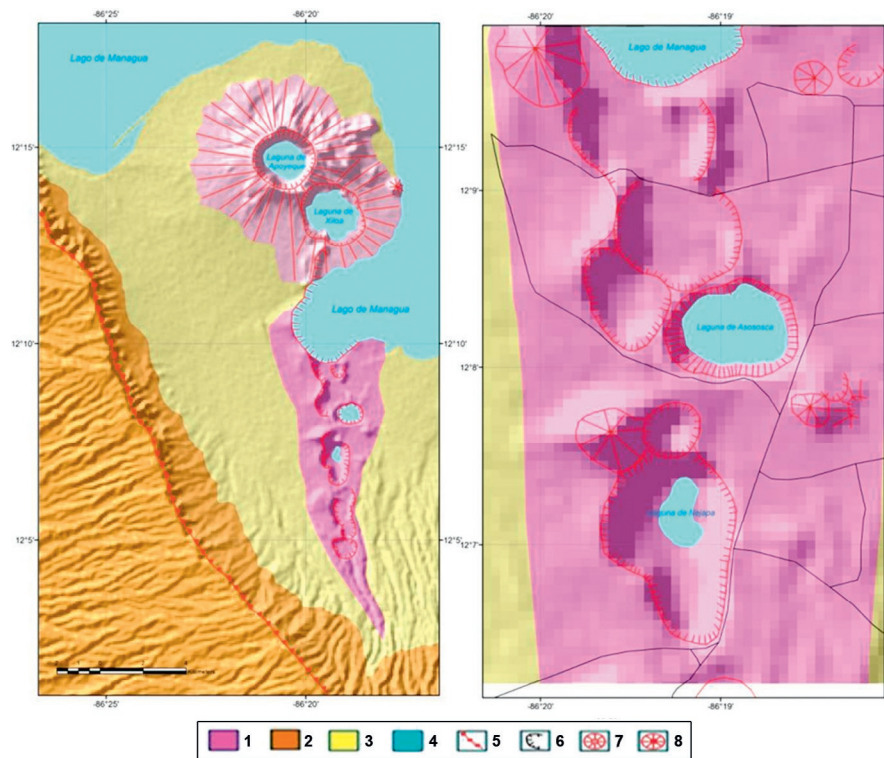 -86°25'
-86°20'
-86°20'
-86°19'
Lago de Managua
Lago de Managua
12°15'
12°15'
Laguna de
Apoyeque
12°9'
Laguna de
Xiloa
Lago de Managua
Laguna de Asososca
12°10'
12°10'
12°8'
Laguna de Nejapa
12°5'
12°5'
12°7'
-86°25'
-86°20'
-86°20'
-86°19'
1 2 3 4 5 6 7 8